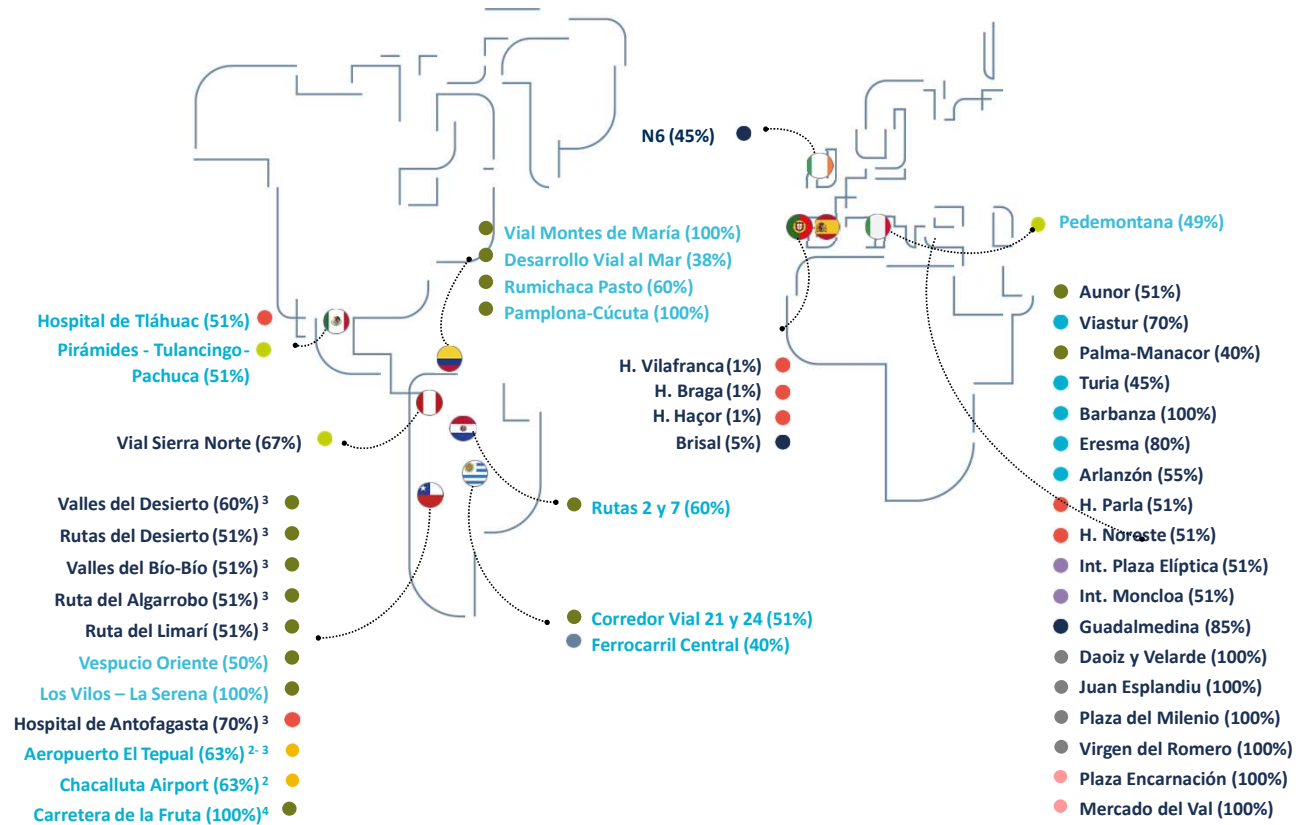 N6 (45%)
Vial Montes de María (100%)
Desarrollo Vial al Mar (38%)
Rumichaca Pasto (60%)
Pamplona-Cúcuta (100%)
Pedemontana (49%)
Hospital de Tláhuac (51%)
Pirámides - Tulancingo-
Pachuca (51%)
Vial Sierra Norte (67%)
H. Vilafranca (1%)
H. Braga (1%)
H. Haçor (1%)
Brisal (5%)
Valles del Desierto (60%) ³
Rutas del Desierto (51%) ³
Valles del Bío-Bío (51%) ³
Ruta del Algarrobo (51%) ³
Ruta del Limarí (51%) ³
Vespucio Oriente (50%)
Los Vilos – La Serena (100%)
Hospital de Antofagasta (70%) ³
Aeropuerto El Tepual (63%) ²⁻ ³
Chacalluta Airport (63%) ²
Carretera de la Fruta (100%)⁴
Rutas 2 y 7 (60%)
Corredor Vial 21 y 24 (51%)
Ferrocarril Central (40%)
Aunor (51%)
Viastur (70%)
Palma-Manacor (40%)
Turia (45%)
Barbanza (100%)
Eresma (80%)
Arlanzón (55%)
H. Parla (51%)
H. Noreste (51%)
Int. Plaza Elíptica (51%)
Int. Moncloa (51%)
Guadalmedina (85%)
Daoiz y Velarde (100%)
Juan Esplandiu (100%)
Plaza del Milenio (100%)
Virgen del Romero (100%)
Plaza Encarnación (100%)
Mercado del Val (100%)